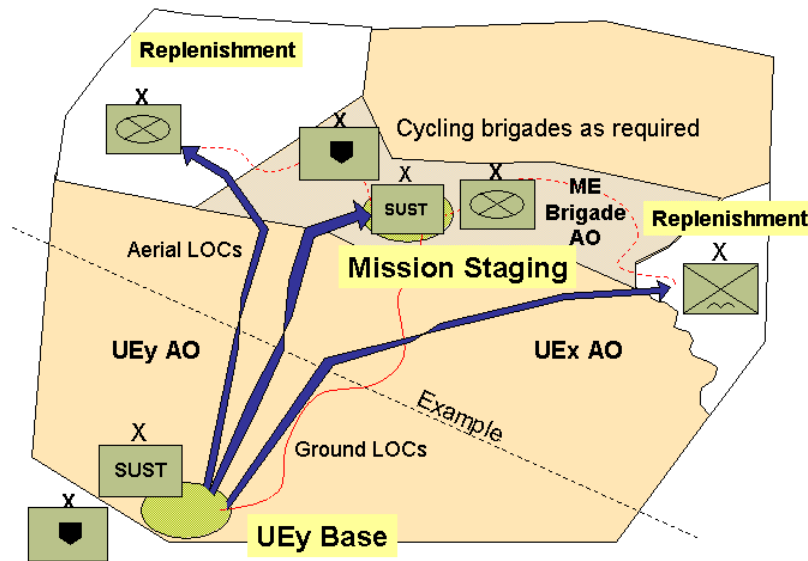 Replenishment
X
X
Cycling brigades as required
X
X
SUST
ME
Brigade
AO
Replenishment
X
Aerial LOCs
Mission Staging
UEy AO
UEx AO
Example
X
SUST
Ground LOCs
X
UEy Base